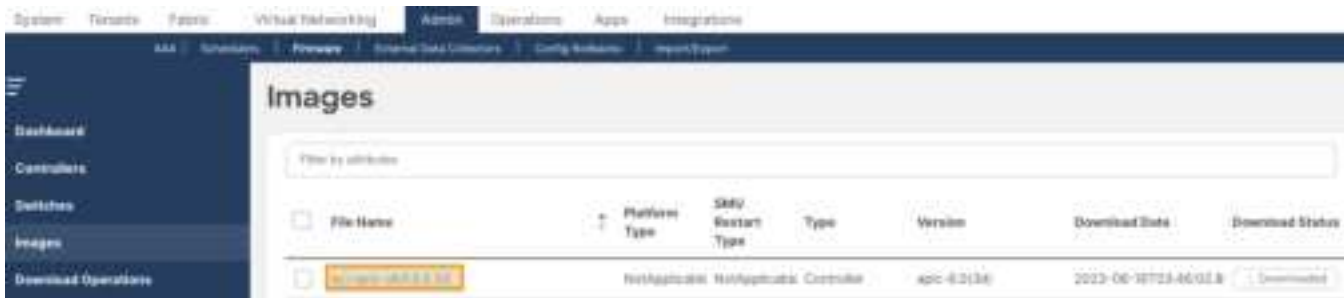 System Tenants Fabric Virtual Networking Admin Operations Apps Integrations
AAA | Schedulers | Firmware | External Data Collectors | Config Rollbacks | Import/Export
Images
Dashboard
Controllers
Switches
Images
Download Operations
Filter by attributes
File Name ↑ Platform Type SMU Restart Type Type Version Download Date Download Status
NotApplicable NotApplicable Controller Downloaded